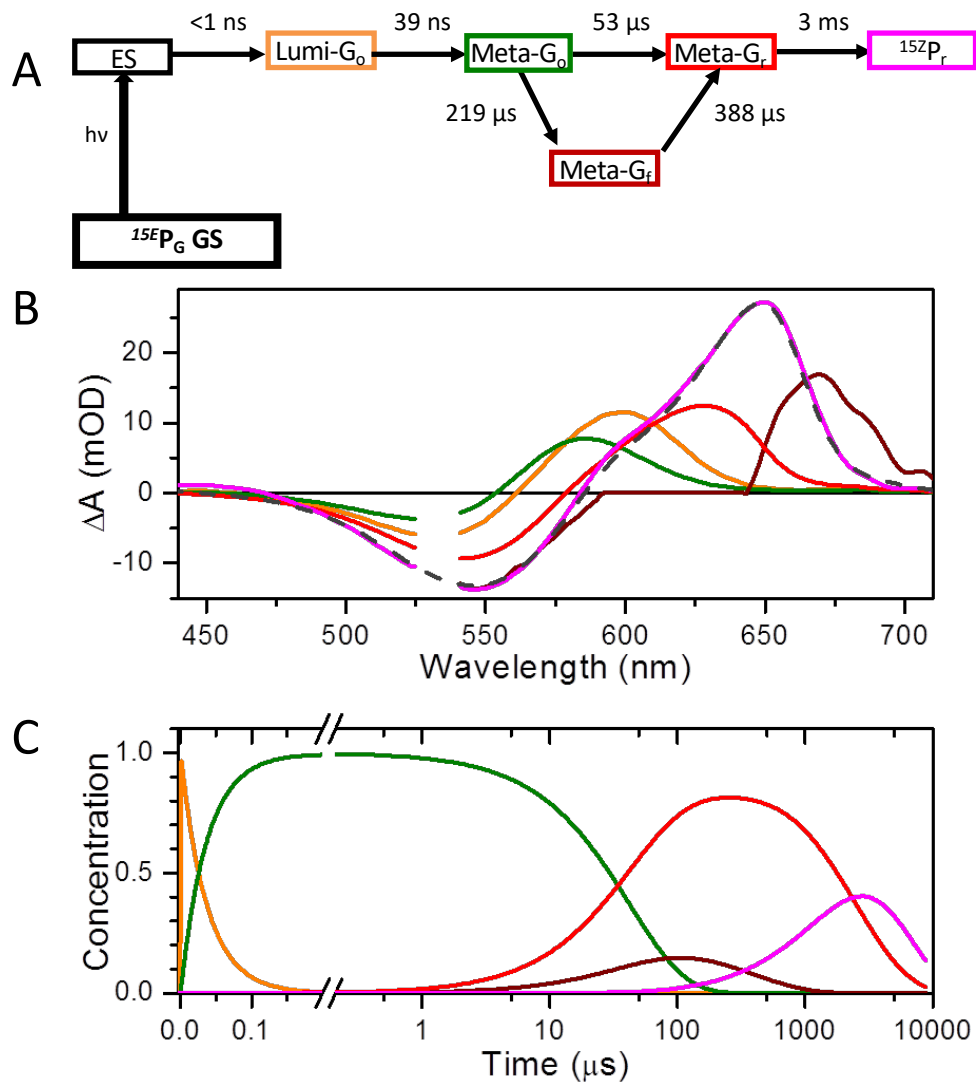 A
<1 ns
39 ns
53 µs
3 ms
ES
Lumi-Gₒ
Meta-Gₒ
Meta-Gᵣ
¹⁵ᶻPᵣ
hν
219 µs
388 µs
Meta-G_f
¹⁵ᴱP_G GS
B
20
10
0
-10
ΔA (mOD)
450 500 550 600 650 700
Wavelength (nm)
C
1.0
0.5
0.0
Concentration
0.0 0.1 1 10 100 1000 10000
Time (µs)